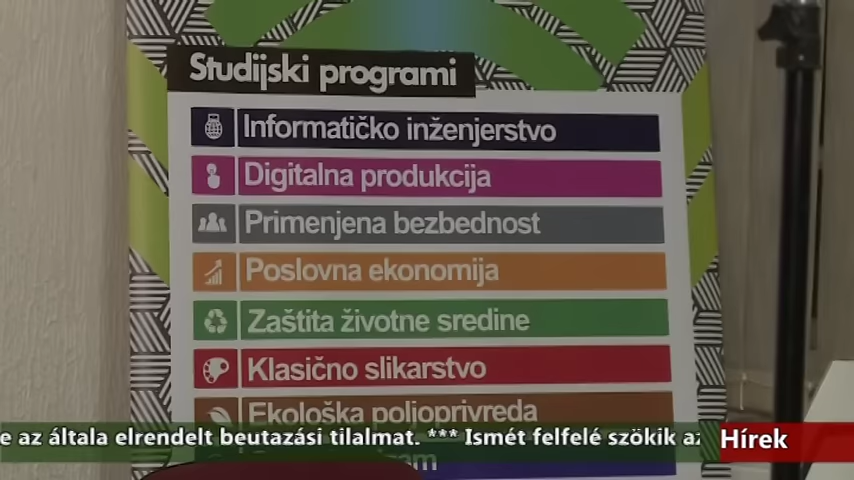 Studijski programi
Informatičko inženjerstvo
Digitalna produkcija
Primenjena bezbednost
Poslovna ekonomija
Zaštita životne sredine
Klasično slikarstvo
Ekološka poljoprivreda
e az általa elrendelt beutazási tilalmat. *** Ismét felfelé szökik az
Hírek